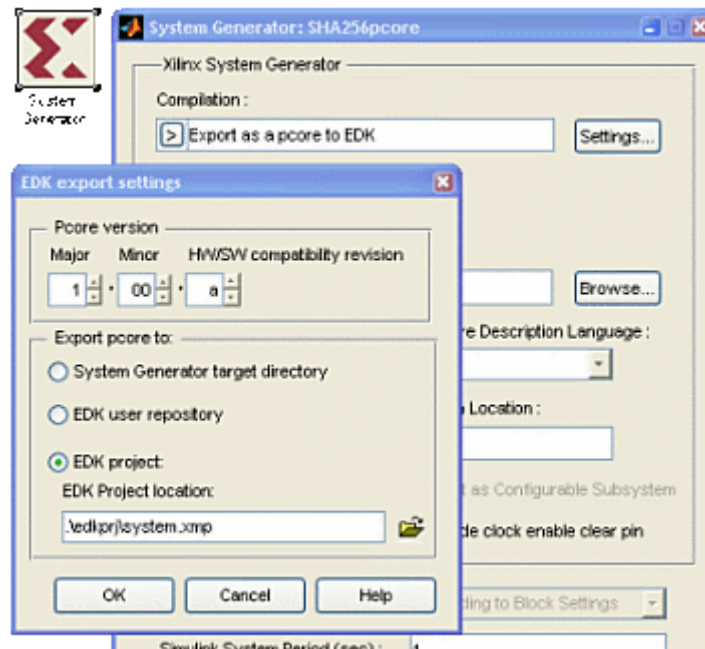 System Generator: SHA256pcore
System
Generator
Xilinx System Generator
Compilation :
> Export as a pcore to EDK
Settings...
EDK export settings
Pcore version
Major Minor HW/SW compatibility revision
1 . 00 . a
Browse...
Export pcore to:
e Description Language :
System Generator target directory
EDK user repository
Location :
EDK project:
EDK Project location:
t as Configurable Subsystem
.\edkprj\system.xmp
de clock enable clear pin
OK Cancel Help
ding to Block Settings
Simulink System Period (sec) :